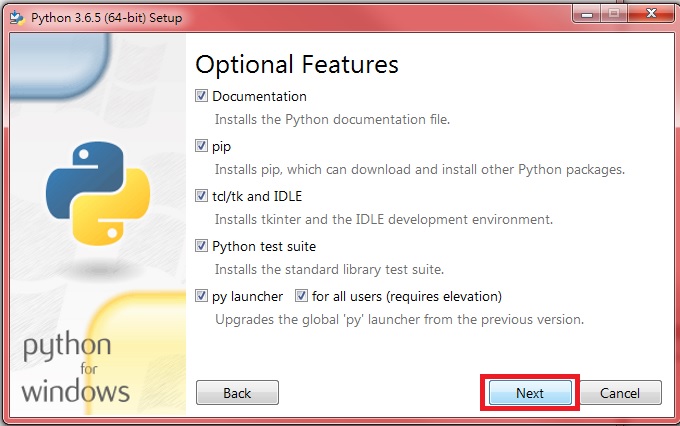 Python 3.6.5 (64-bit) Setup
Optional Features
Documentation
Installs the Python documentation file.
pip
Installs pip, which can download and install other Python packages.
tcl/tk and IDLE
Installs tkinter and the IDLE development environment.
Python test suite
Installs the standard library test suite.
py launcher for all users (requires elevation)
Upgrades the global 'py' launcher from the previous version.
python
for
windows
Back Next Cancel